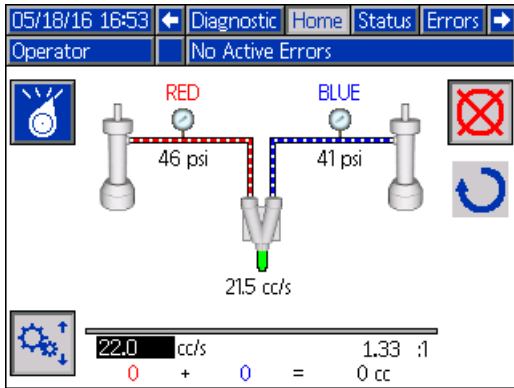 05/18/16 16:53 Diagnostic Home Status Errors
Operator No Active Errors
RED BLUE
46 psi 41 psi
21.5 cc/s
22.0 cc/s 1.33 :1
0 + 0 = 0 cc